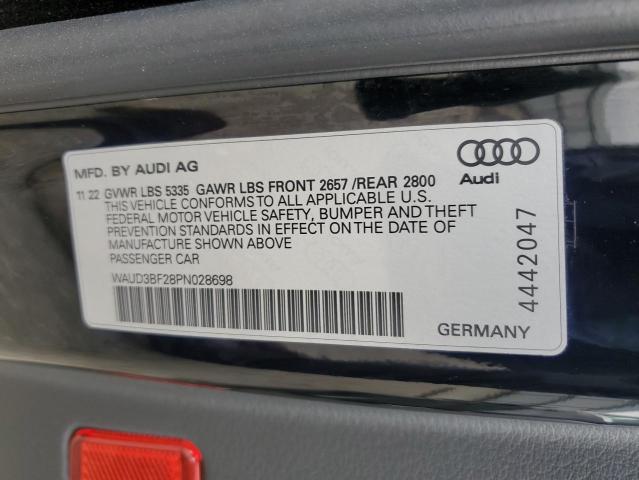 MFD. BY AUDI AG
11 22 GVWR LBS 5335 GAWR LBS FRONT 2657 /REAR 2800
THIS VEHICLE CONFORMS TO ALL APPLICABLE U.S.
FEDERAL MOTOR VEHICLE SAFETY, BUMPER AND THEFT
PREVENTION STANDARDS IN EFFECT ON THE DATE OF
MANUFACTURE SHOWN ABOVE
PASSENGER CAR
WAUD3BF28PN028698
Audi
4442047
GERMANY